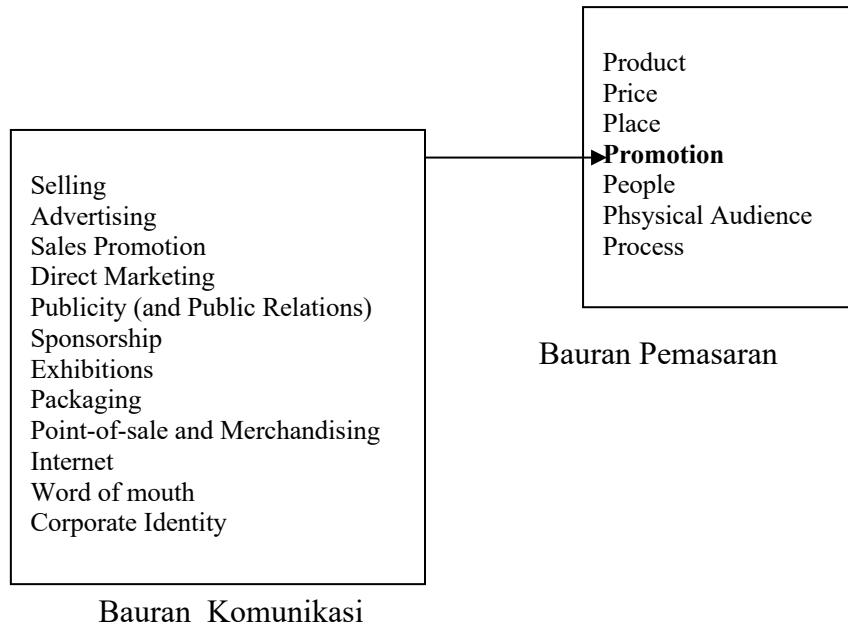 Selling
Advertising
Sales Promotion
Direct Marketing
Publicity (and Public Relations)
Sponsorship
Exhibitions
Packaging
Point-of-sale and Merchandising
Internet
Word of mouth
Corporate Identity
Bauran Komunikasi
Product
Price
Place
Promotion
People
Phsysical Audience
Process
Bauran Pemasaran